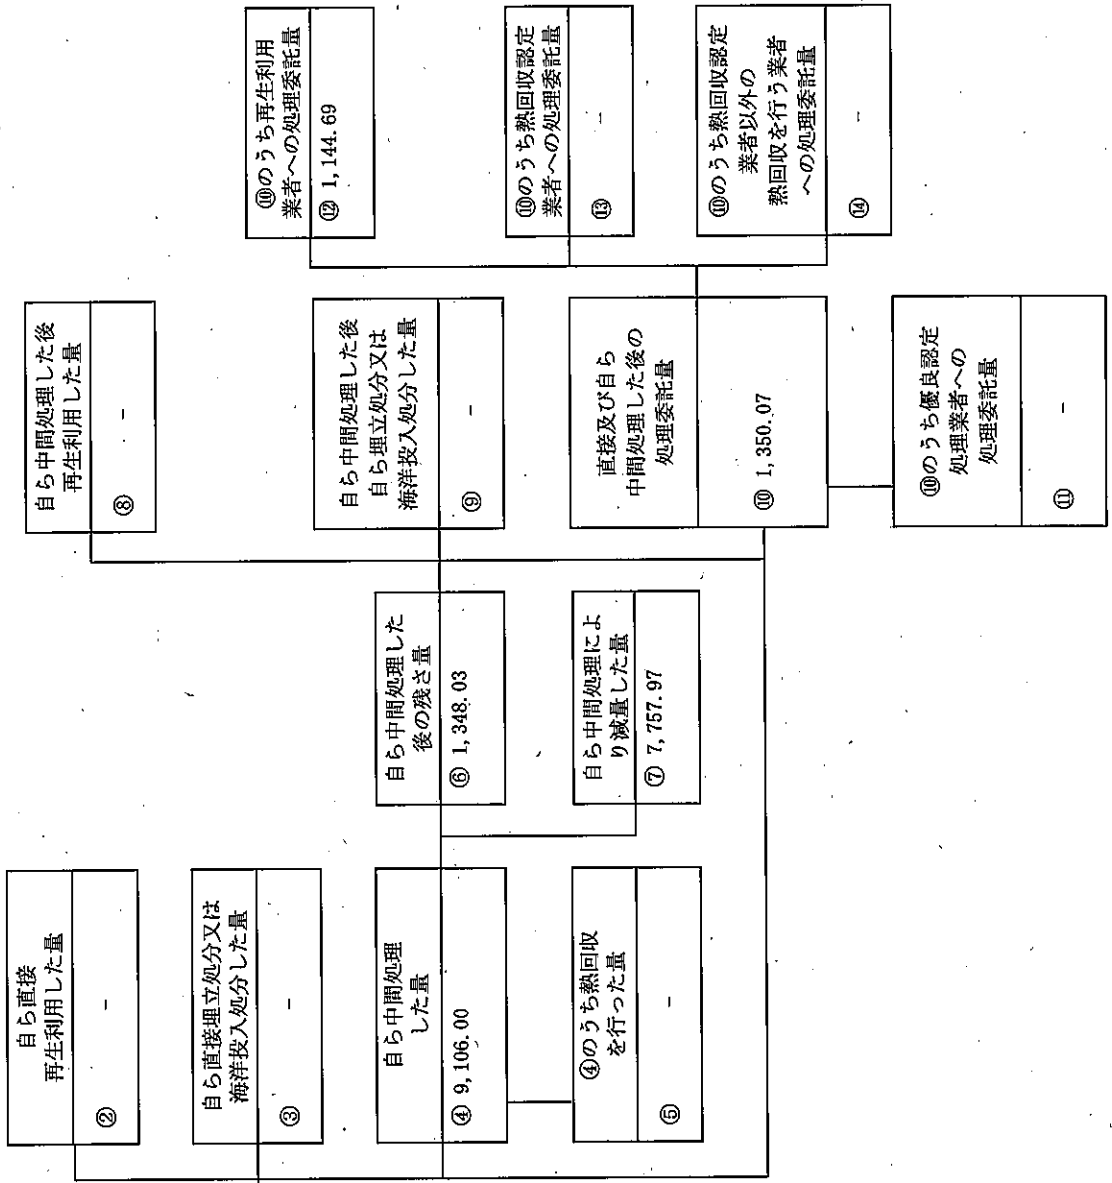 自ら直接
再生利用した量
② －
自ら直接埋立処分又は
海洋投入処分した量
③ －
自ら中間処理
した量
④ 9,106.00
④のうち熱回収
を行った量
⑤ －
自ら中間処理した
後の残さ量
⑥ 1,348.03
自ら中間処理によ
り減量した量
⑦ 7,757.97
自ら中間処理した後
再生利用した量
⑧ －
自ら中間処理した後
自ら埋立処分又は
海洋投入処分した量
⑨ －
直接及び自ら
中間処理した後の
処理委託量
⑩ 1,350.07
⑩のうち優良認定
処理業者への
処理委託量
⑪ －
⑩のうち再生利用
業者への処理委託量
⑫ 1,144.69
⑩のうち熱回収認定
業者への処理委託量
⑬ －
⑩のうち熱回収認定
業者以外の
熱回収を行う業者
への処理委託量
⑭ －